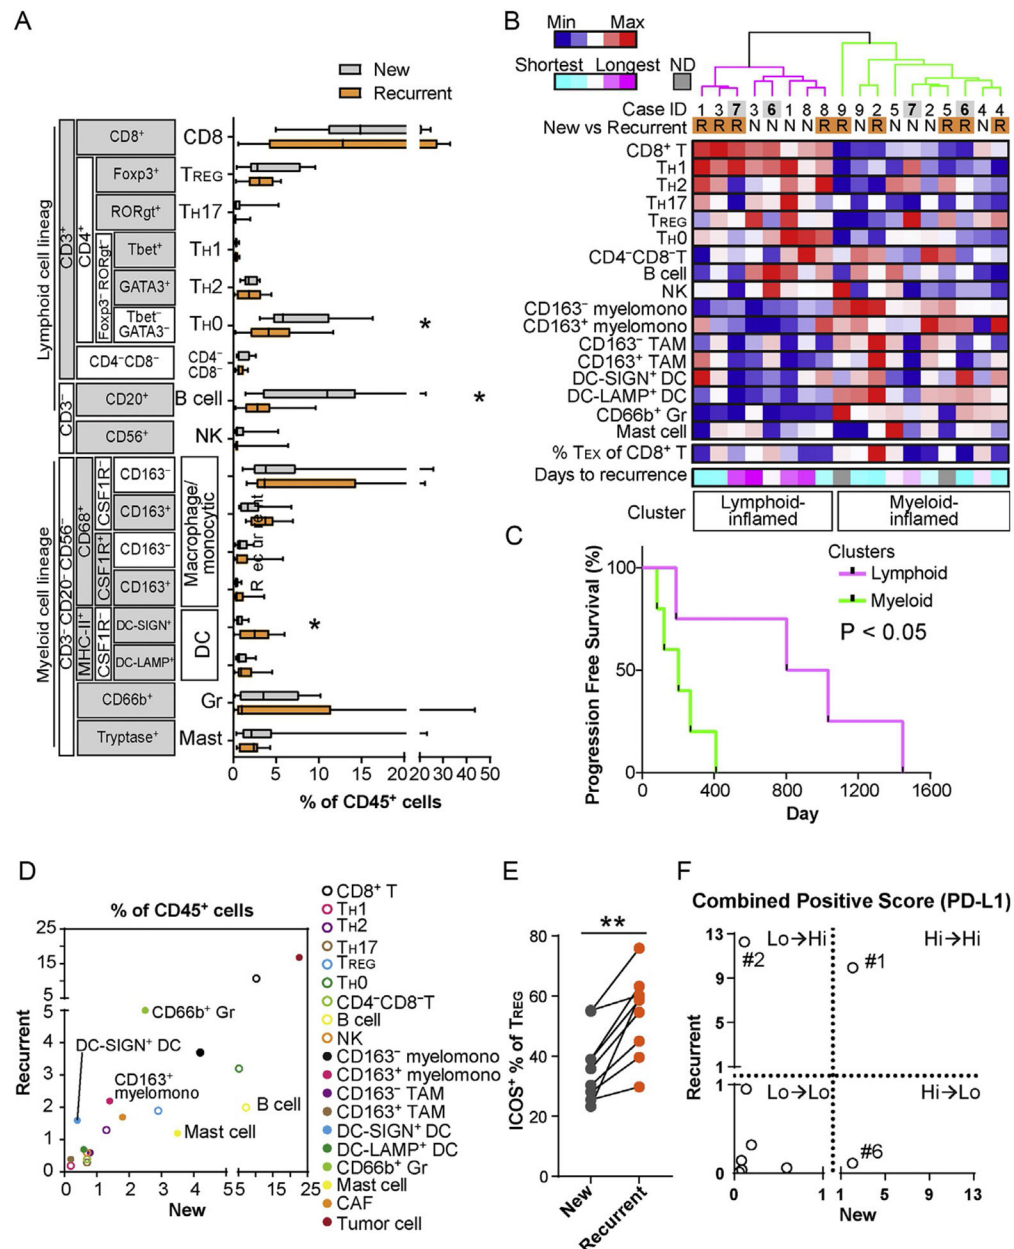 A
New
Recurrent
Lymphoid cell lineag
CD3⁺
CD8⁺
CD8
CD4⁺
Foxp3⁺
TREG
RORgt⁺
TH17
Foxp3⁻ RORgt⁻
Tbet⁺
TH1
GATA3⁺
TH2
Tbet⁻
GATA3⁻
TH0
*
CD4⁻CD8⁻
CD4⁻
CD8⁻
CD3⁻
CD20⁺
B cell
*
CD56⁺
NK
Myeloid cell lineage
CD3⁻ CD20⁻ CD56⁻
CD68⁺
CSF1R⁻
CD163⁻
CD163⁺
CSF1R⁺
CD163⁻
CD163⁺
Macrophage/
monocytic
R ec ur rent
MHC-II⁺
CSF1R⁻
DC-SIGN⁺
DC-LAMP⁺
DC
*
CD66b⁺
Gr
Tryptase⁺
Mast
0 5 10 15 20 20 30 40 50
% of CD45⁺ cells
B
Min Max
Shortest Longest ND
Case ID 1 3 7 3 6 1 8 8 9 9 2 5 7 2 5 6 4 4
New vs Recurrent R R R N N N N R R N R N N N R R N R
CD8⁺ T
TH1
TH2
TH17
TREG
TH0
CD4⁻CD8⁻T
B cell
NK
CD163⁻ myelomono
CD163⁺ myelomono
CD163⁻ TAM
CD163⁺ TAM
DC-SIGN⁺ DC
DC-LAMP⁺ DC
CD66b⁺ Gr
Mast cell
% TEX of CD8⁺ T
Days to recurrence
Cluster
Lymphoid-
inflamed
Myeloid-
inflamed
C
Progression Free Survival (%)
100
50
0
0 400 800 1200 1600
Day
Clusters
Lymphoid
Myeloid
P < 0.05
D
% of CD45⁺ cells
Recurrent
25
15
5
5
4
3
2
1
0
0 1 2 3 4 5 5 15 25
New
CD66b⁺ Gr
DC-SIGN⁺ DC
CD163⁺
myelomono
B cell
Mast cell
CD8⁺ T
TH1
TH2
TH17
TREG
TH0
CD4⁻CD8⁻T
B cell
NK
CD163⁻ myelomono
CD163⁺ myelomono
CD163⁻ TAM
CD163⁺ TAM
DC-SIGN⁺ DC
DC-LAMP⁺ DC
CD66b⁺ Gr
Mast cell
CAF
Tumor cell
E
ICOS⁺ % of TREG
80
60
40
20
0
**
New
Recurrent
F
Combined Positive Score (PD-L1)
Recurrent
13
9
5
1
1
0
Lo→Hi
Hi→Hi
#2
#1
Lo→Lo
Hi→Lo
#6
0 1 1 5 9 13
New